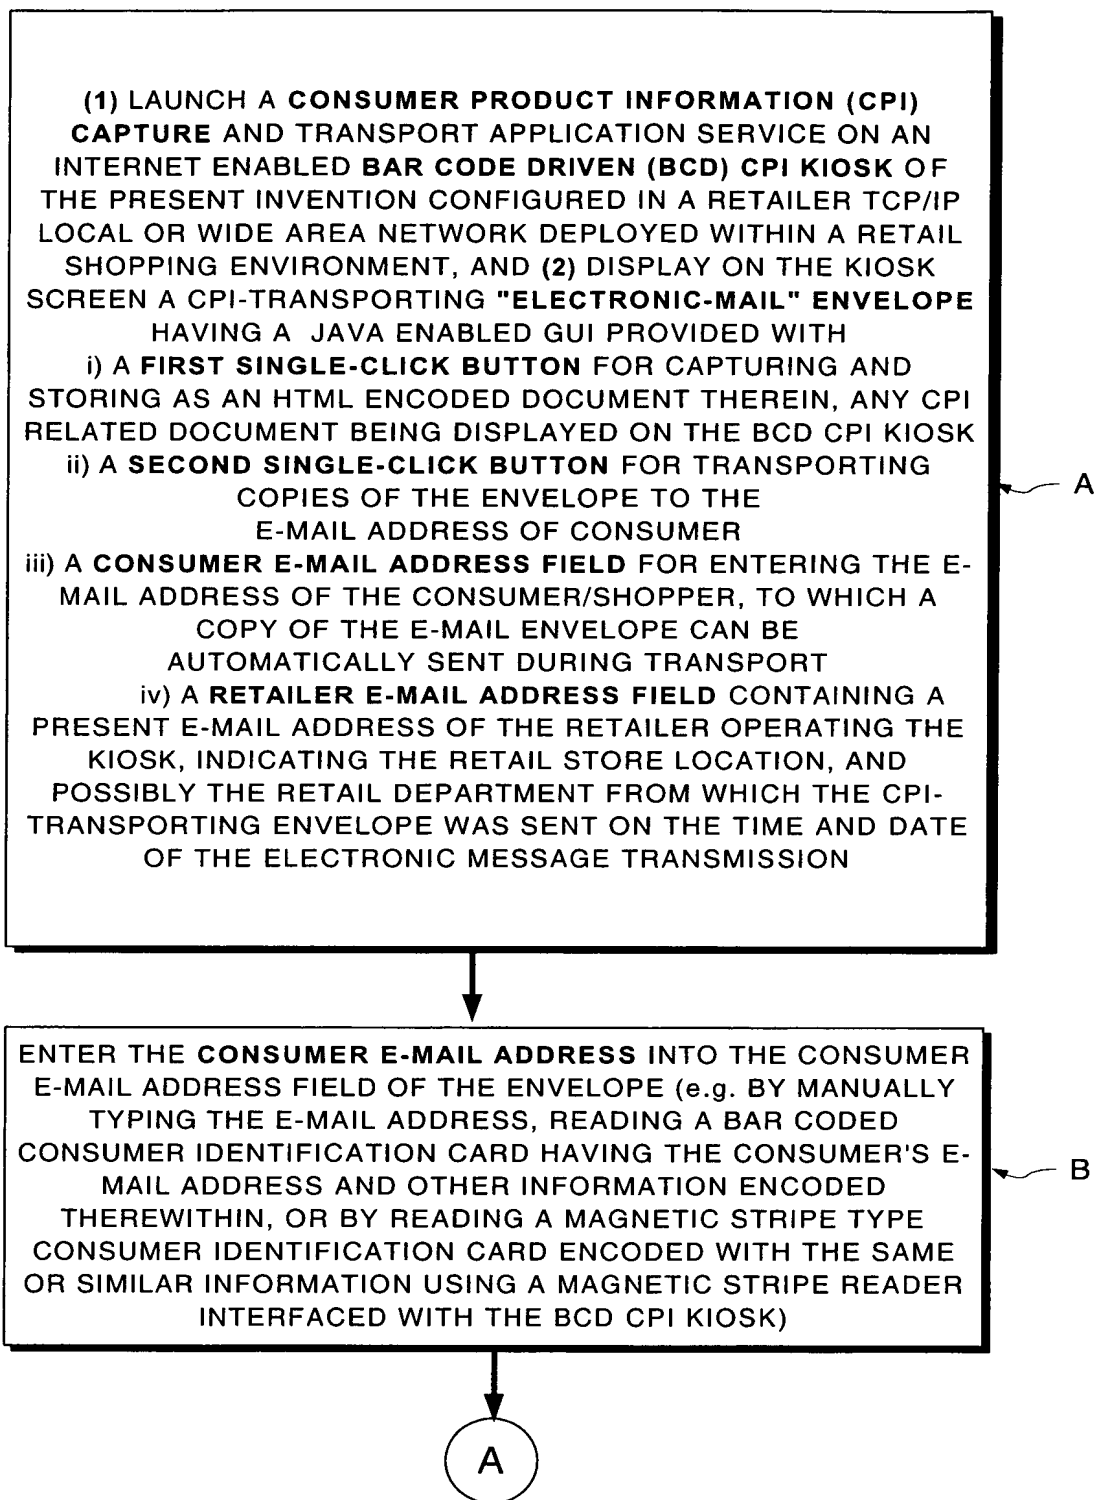 (1) LAUNCH A CONSUMER PRODUCT INFORMATION (CPI)
CAPTURE AND TRANSPORT APPLICATION SERVICE ON AN
INTERNET ENABLED BAR CODE DRIVEN (BCD) CPI KIOSK OF
THE PRESENT INVENTION CONFIGURED IN A RETAILER TCP/IP
LOCAL OR WIDE AREA NETWORK DEPLOYED WITHIN A RETAIL
SHOPPING ENVIRONMENT, AND (2) DISPLAY ON THE KIOSK
SCREEN A CPI-TRANSPORTING "ELECTRONIC-MAIL" ENVELOPE
HAVING A JAVA ENABLED GUI PROVIDED WITH
i) A FIRST SINGLE-CLICK BUTTON FOR CAPTURING AND
STORING AS AN HTML ENCODED DOCUMENT THEREIN, ANY CPI
RELATED DOCUMENT BEING DISPLAYED ON THE BCD CPI KIOSK
ii) A SECOND SINGLE-CLICK BUTTON FOR TRANSPORTING
COPIES OF THE ENVELOPE TO THE
E-MAIL ADDRESS OF CONSUMER
iii) A CONSUMER E-MAIL ADDRESS FIELD FOR ENTERING THE E-
MAIL ADDRESS OF THE CONSUMER/SHOPPER, TO WHICH A
COPY OF THE E-MAIL ENVELOPE CAN BE
AUTOMATICALLY SENT DURING TRANSPORT
iv) A RETAILER E-MAIL ADDRESS FIELD CONTAINING A
PRESENT E-MAIL ADDRESS OF THE RETAILER OPERATING THE
KIOSK, INDICATING THE RETAIL STORE LOCATION, AND
POSSIBLY THE RETAIL DEPARTMENT FROM WHICH THE CPI-
TRANSPORTING ENVELOPE WAS SENT ON THE TIME AND DATE
OF THE ELECTRONIC MESSAGE TRANSMISSION
A
ENTER THE CONSUMER E-MAIL ADDRESS INTO THE CONSUMER
E-MAIL ADDRESS FIELD OF THE ENVELOPE (e.g. BY MANUALLY
TYPING THE E-MAIL ADDRESS, READING A BAR CODED
CONSUMER IDENTIFICATION CARD HAVING THE CONSUMER'S E-
MAIL ADDRESS AND OTHER INFORMATION ENCODED
THEREWITHIN, OR BY READING A MAGNETIC STRIPE TYPE
CONSUMER IDENTIFICATION CARD ENCODED WITH THE SAME
OR SIMILAR INFORMATION USING A MAGNETIC STRIPE READER
INTERFACED WITH THE BCD CPI KIOSK)
B
A